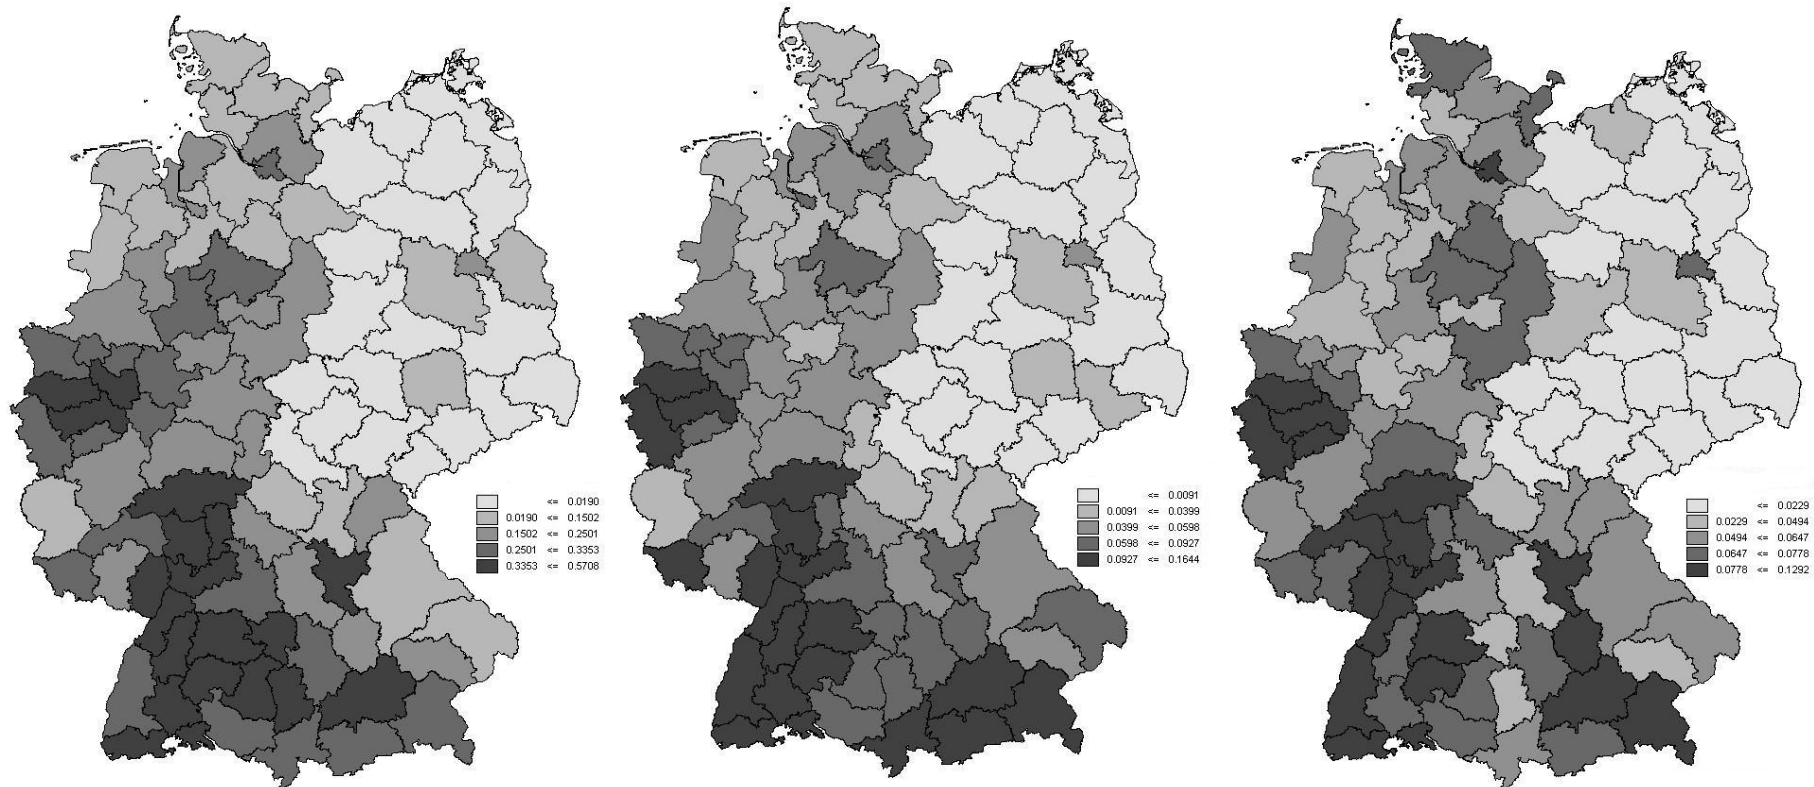 <= 0.0190
0.0190 <= 0.1502
0.1502 <= 0.2501
0.2501 <= 0.3353
0.3353 <= 0.5708
<= 0.0091
0.0091 <= 0.0399
0.0399 <= 0.0598
0.0598 <= 0.0927
0.0927 <= 0.1644
<= 0.0229
0.0229 <= 0.0494
0.0494 <= 0.0647
0.0647 <= 0.0778
0.0778 <= 0.1292